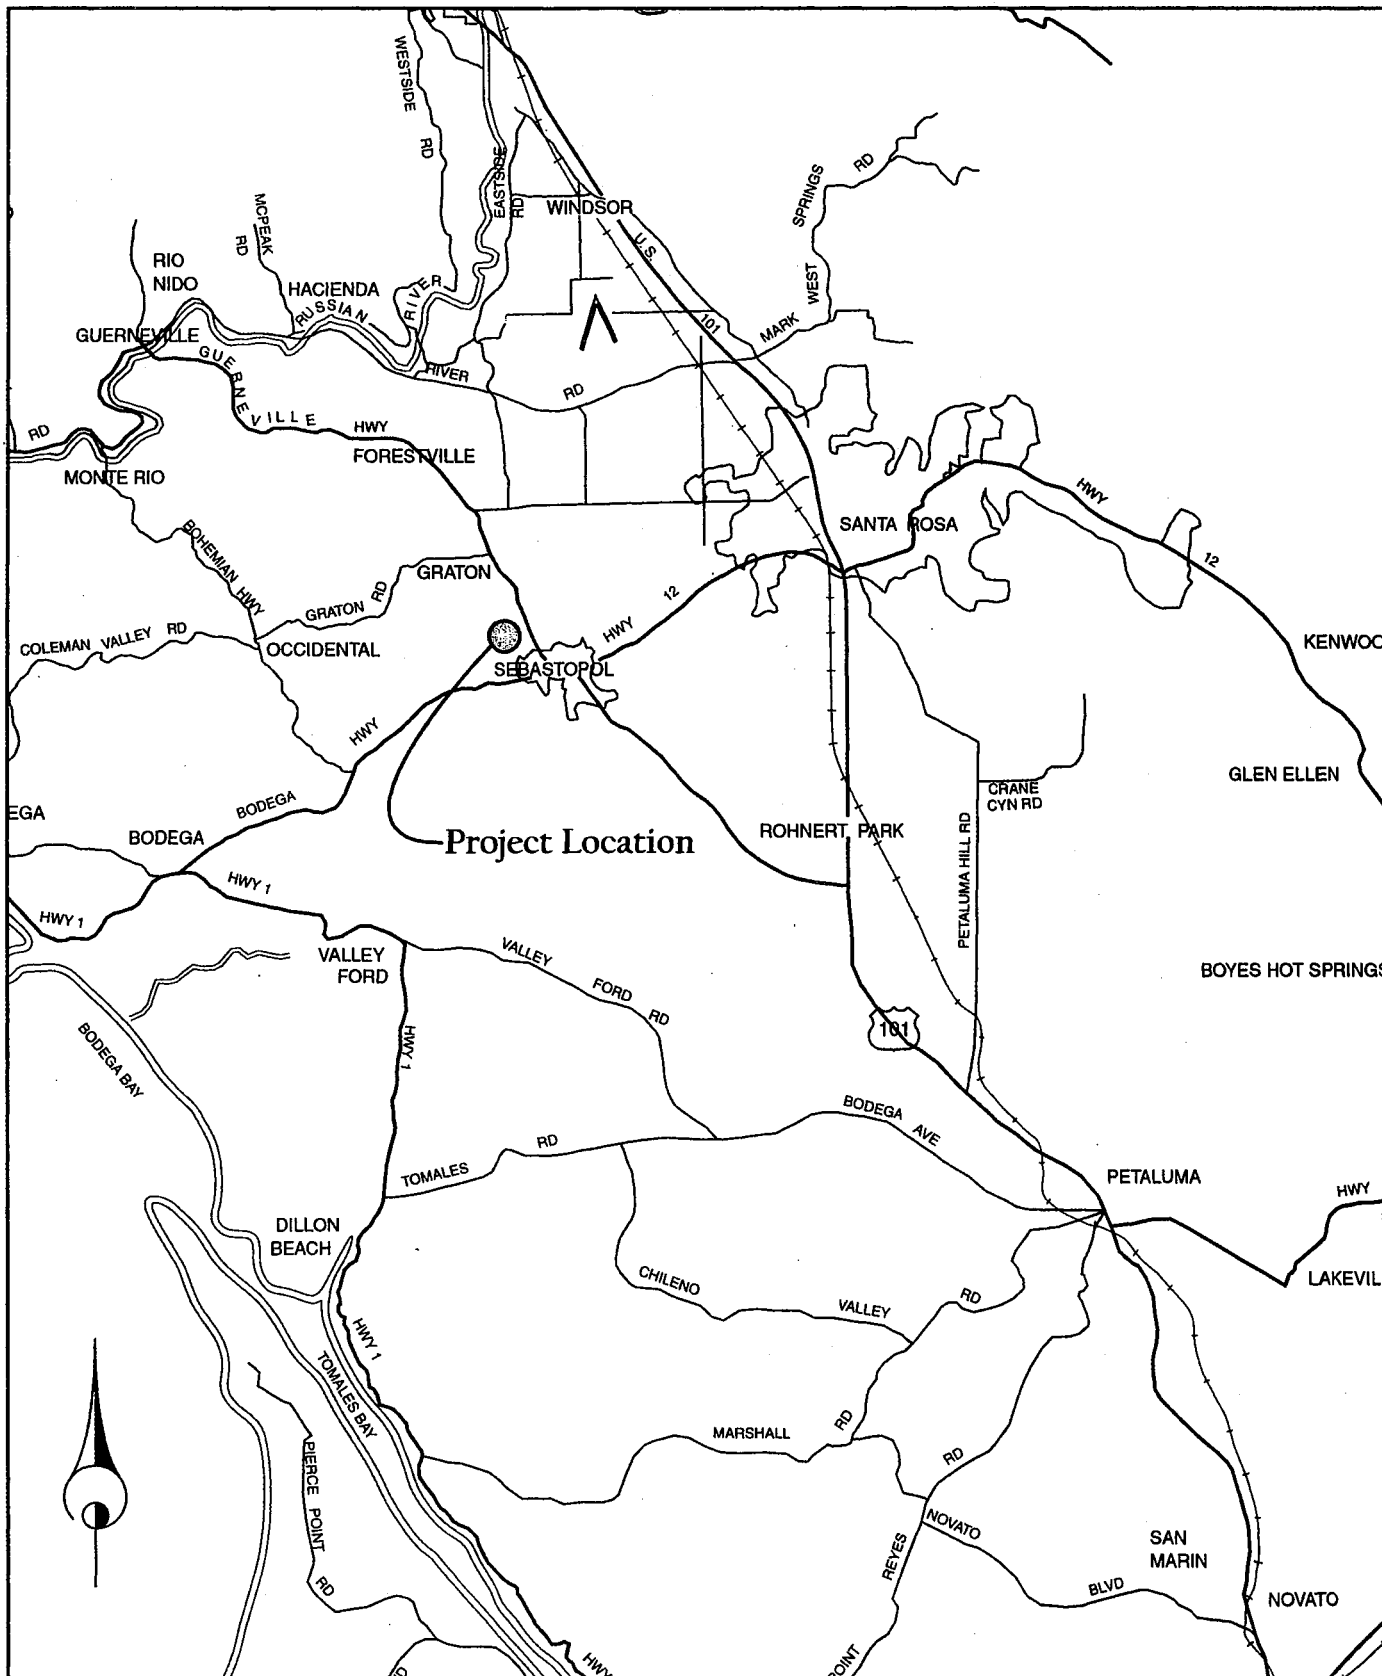 WESTSIDE
RD
EASTSIDE
RD
WINDSOR
SPRINGS
RD
WEST
MARK
U.S.
101
MCPEAK
RD
RIO
NIDO
HACIENDA
RUSSIAN
RIVER
GUERNEVILLE
GUERNE
VILLE
HWY
RIVER
RD
RD
FORESTVILLE
MONTE RIO
BOHEMIAN HWY
GRATON
GRATON RD
SANTA ROSA
HWY
12
HWY 12
COLEMAN VALLEY RD
OCCIDENTAL
SEBASTOPOL
KENWOO
HWY
BODEGA
GLEN ELLEN
CRANE
CYN RD
EGA
BODEGA
Project Location
ROHNERT PARK
PETALUMA HILL RD
HWY 1
HWY 1
VALLEY
FORD
VALLEY
FORD
RD
BOYES HOT SPRINGS
101
HWY 1
BODEGA BAY
BODEGA
AVE
TOMALES
RD
PETALUMA
HWY
DILLON
BEACH
CHILENO
VALLEY
RD
LAKEVIL
HWY 1
TOMALES BAY
MARSHALL
RD
RD
PIERCE POINT
RD
NOVATO
BLVD
REYES
SAN
MARIN
NOVATO
HWY
OINT